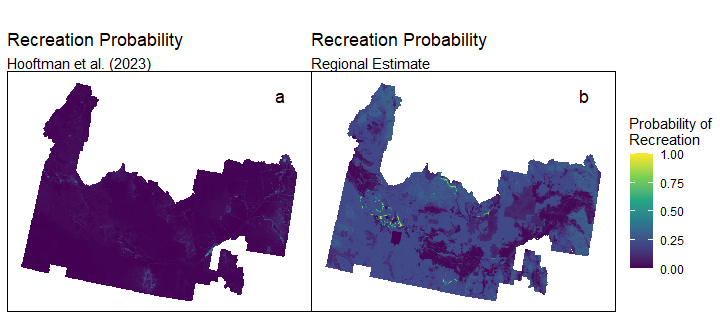 Recreation Probability
Hooftman et al. (2023)
a
Recreation Probability
Regional Estimate
b
Probability of
Recreation
1.00
0.75
0.50
0.25
0.00